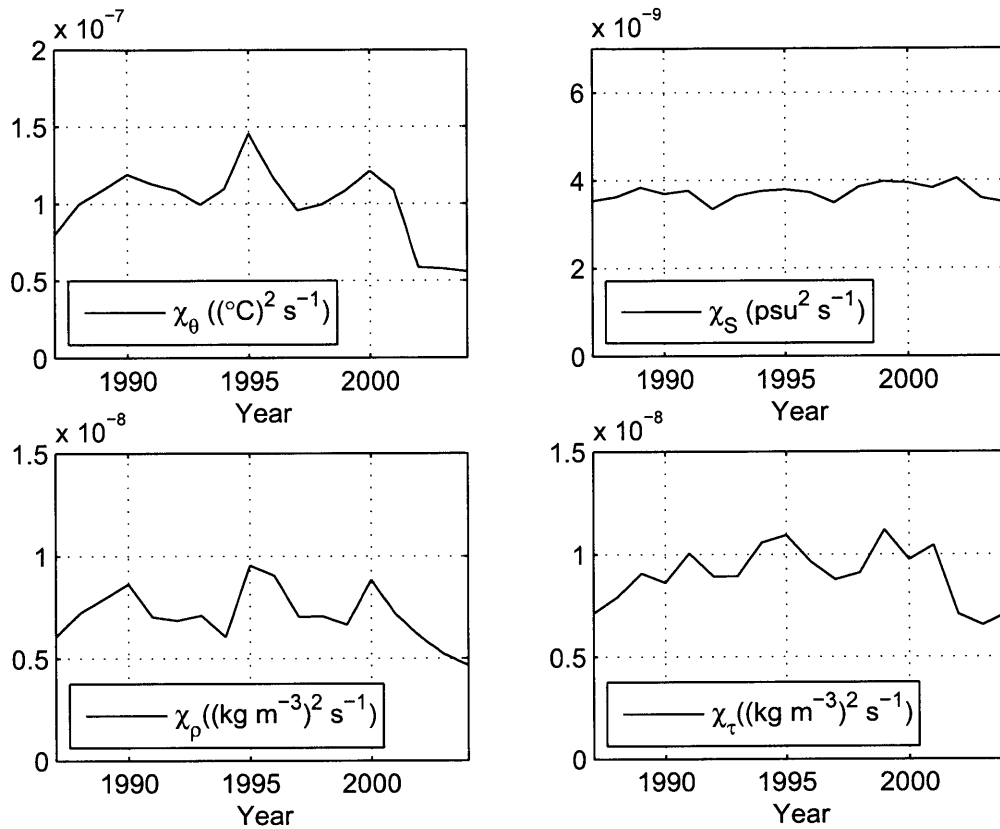 x 10⁻⁷
2
1.5
1
0.5
0
χ_θ ((°C)² s⁻¹)
1990 1995 2000
Year
x 10⁻⁹
6
4
2
0
χ_S (psu² s⁻¹)
1990 1995 2000
Year
x 10⁻⁸
1.5
1
0.5
0
χ_ρ((kg m⁻³)² s⁻¹)
1990 1995 2000
Year
x 10⁻⁸
1.5
1
0.5
0
χ_τ((kg m⁻³)² s⁻¹)
1990 1995 2000
Year